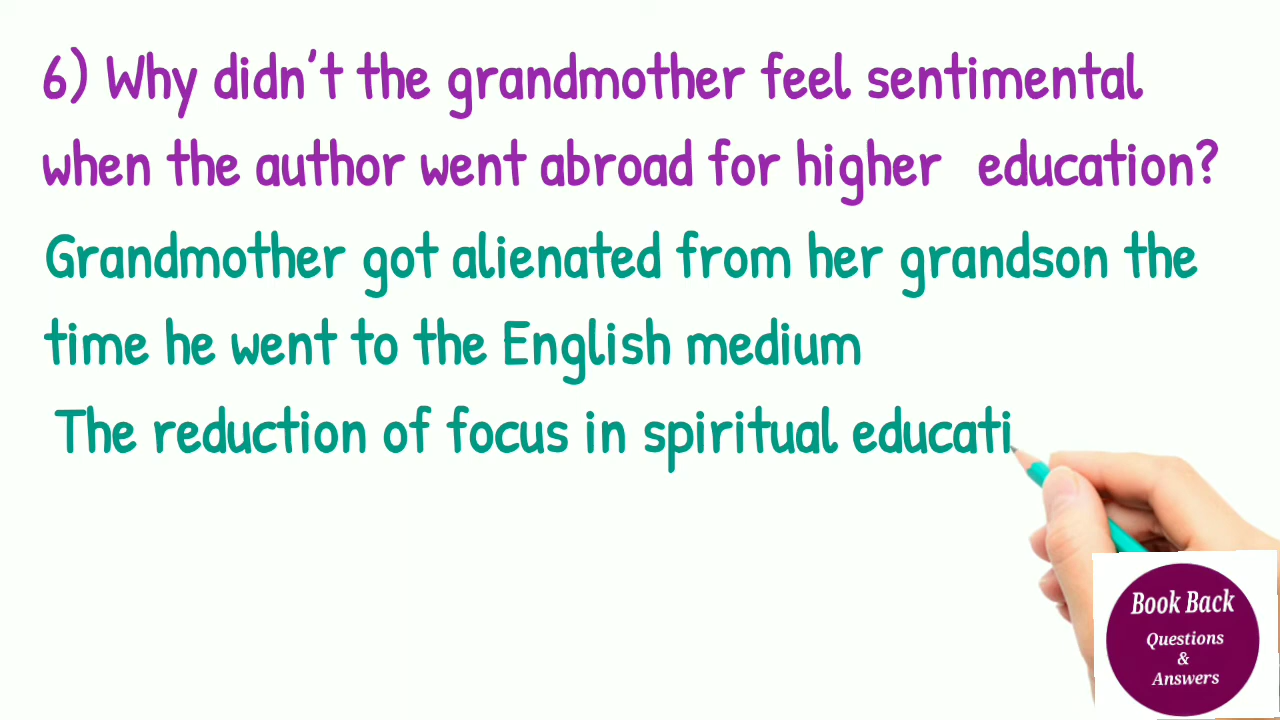 6) Why didn't the grandmother feel sentimental
when the author went abroad for higher education?
Grandmother got alienated from her grandson the
time he went to the English medium
The reduction of focus in spiritual educati
Book Back
Questions
&
Answers